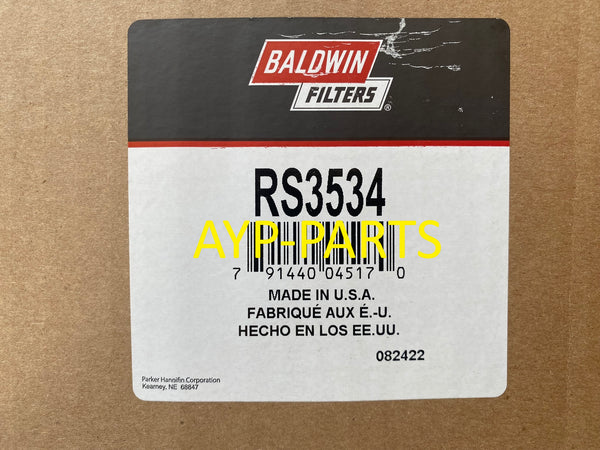 BALDWIN
FILTERS®
RS3534
AYP-PARTS
7 91440 04517 0
MADE IN U.S.A.
FABRIQUÉ AUX É.-U.
HECHO EN LOS EE.UU.
082422
Parker Hannifin Corporation
Kearney, NE 68847